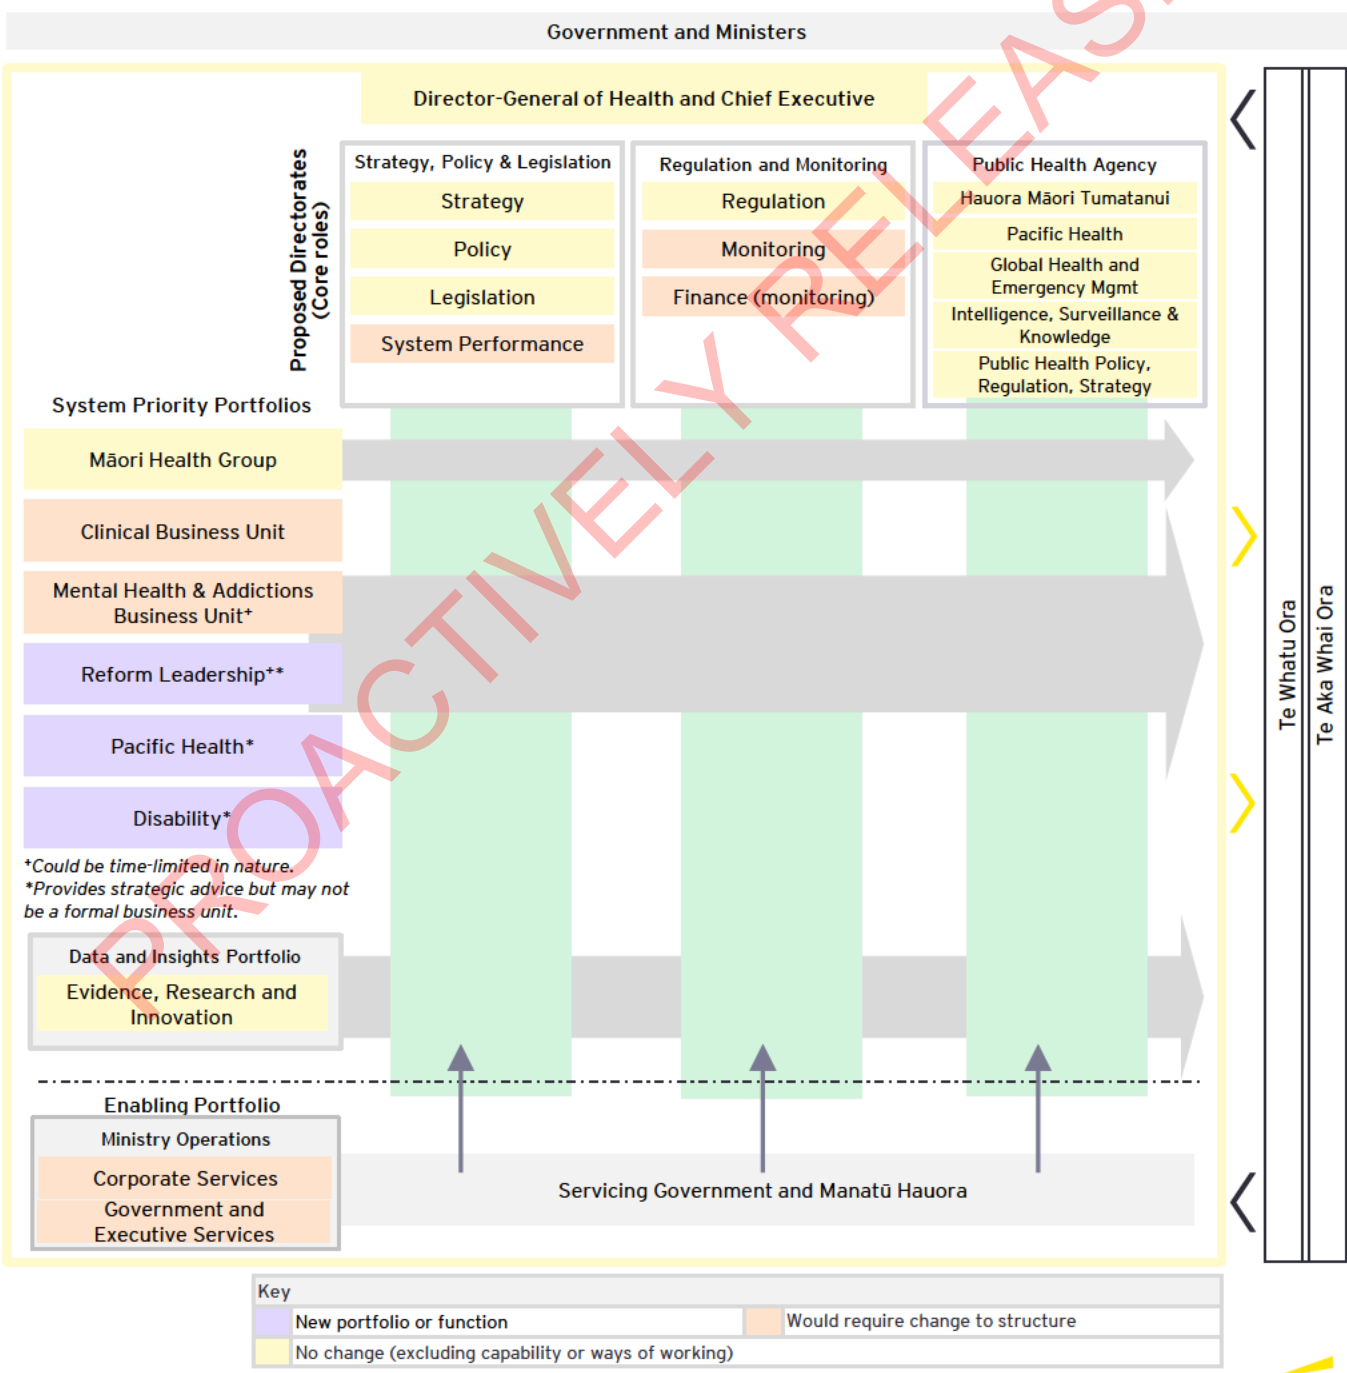 Government and Ministers
Director-General of Health and Chief Executive
Proposed Directorates
(Core roles)
Strategy, Policy & Legislation
Strategy
Policy
Legislation
System Performance
Regulation and Monitoring
Regulation
Monitoring
Finance (monitoring)
Public Health Agency
Hauora Māori Tumatanui
Pacific Health
Global Health and
Emergency Mgmt
Intelligence, Surveillance &
Knowledge
Public Health Policy,
Regulation, Strategy
System Priority Portfolios
Māori Health Group
Clinical Business Unit
Mental Health & Addictions
Business Unit⁺
Reform Leadership⁺*
Pacific Health*
Disability*
⁺Could be time-limited in nature.
*Provides strategic advice but may not
be a formal business unit.
Data and Insights Portfolio
Evidence, Research and
Innovation
Enabling Portfolio
Ministry Operations
Corporate Services
Government and
Executive Services
Servicing Government and Manatū Hauora
Te Whatu Ora
Te Aka Whai Ora
Key
New portfolio or function
Would require change to structure
No change (excluding capability or ways of working)
PROACTIVELY RELEAS